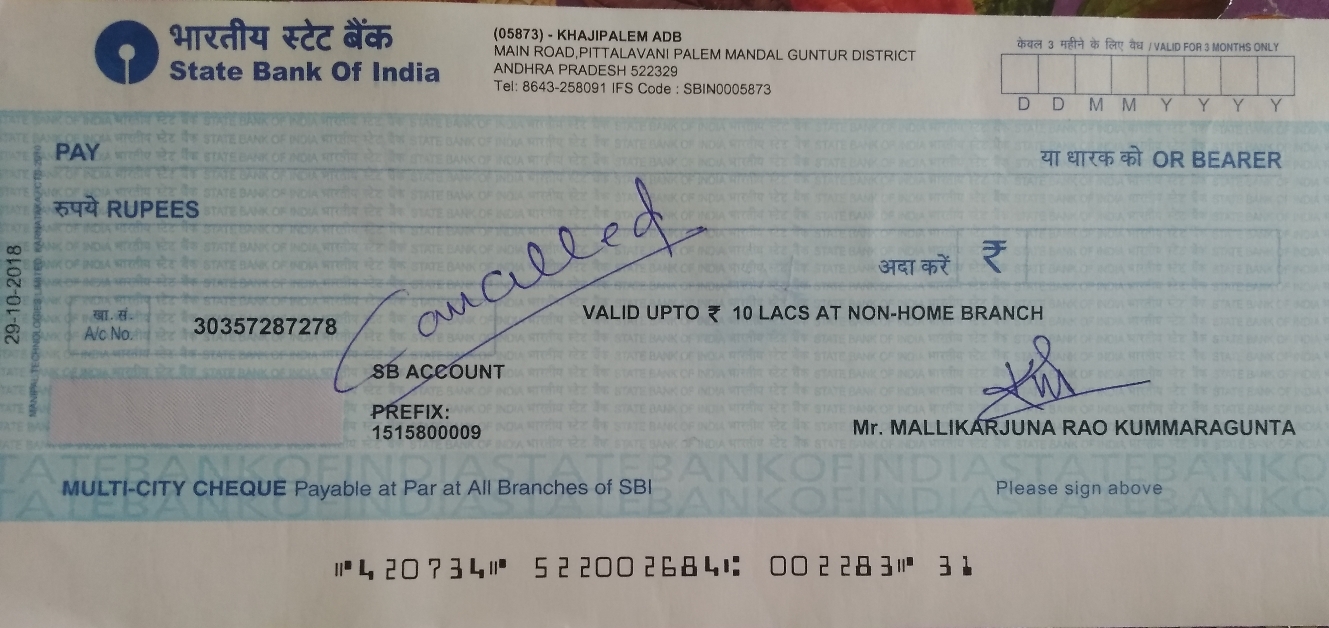 भारतीय स्टेट बैंक
State Bank Of India
(05873) - KHAJIPALEM ADB
MAIN ROAD,PITTALAVANI PALEM MANDAL GUNTUR DISTRICT
ANDHRA PRADESH 522329
Tel: 8643-258091 IFS Code : SBIN0005873
केवल 3 महीने के लिए वैध / VALID FOR 3 MONTHS ONLY
D D M M Y Y Y Y
PAY
या धारक को OR BEARER
रुपये RUPEES
Cancelled
अदा करें ₹
29-10-2018
खा. सं.
A/c No.
30357287278
VALID UPTO ₹ 10 LACS AT NON-HOME BRANCH
SB ACCOUNT
PREFIX:
1515800009
Mr. MALLIKARJUNA RAO KUMMARAGUNTA
MULTI-CITY CHEQUE Payable at Par at All Branches of SBI
Please sign above
⑈420734⑈ 522002684⑆ 002283⑈ 31